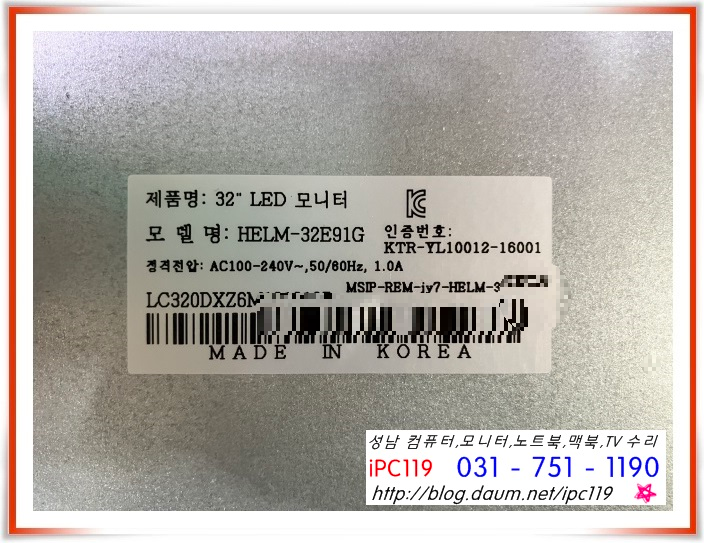 제품명: 32" LED 모니터
모 델 명: HELM-32E91G
인증번호:
KTR-YL10012-16001
정격전압: AC100-240V~,50/60Hz, 1.0A
MSIP-REM-jy7-HELM-3
LC320DXZ6M
MADE IN KOREA
성남 컴퓨터,모니터,노트북,맥북,TV 수리
iPC119 031 - 751 - 1190
http://blog.daum.net/ipc119